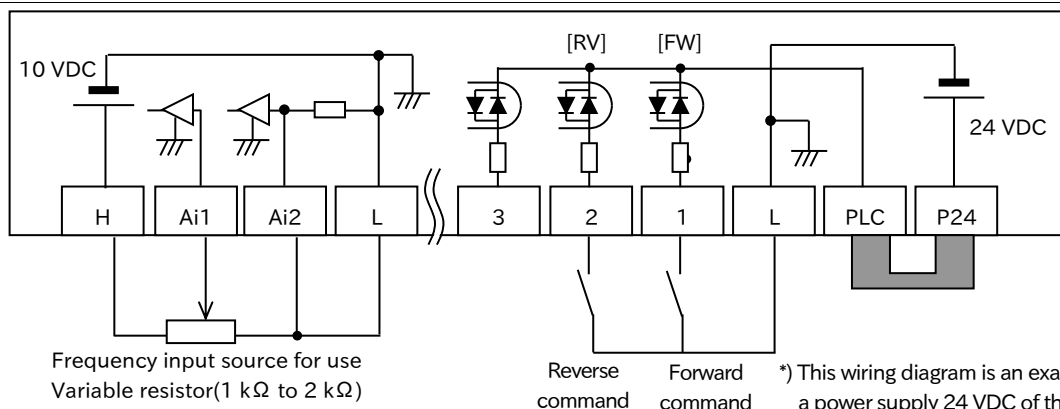 [RV]
[FW]
10 VDC
24 VDC
H
Ai1
Ai2
L
3
2
1
L
PLC
P24
Frequency input source for use
Variable resistor(1 kΩ to 2 kΩ)
Reverse
command
Forward
command
*) This wiring diagram is an exa
a power supply 24 VDC of th